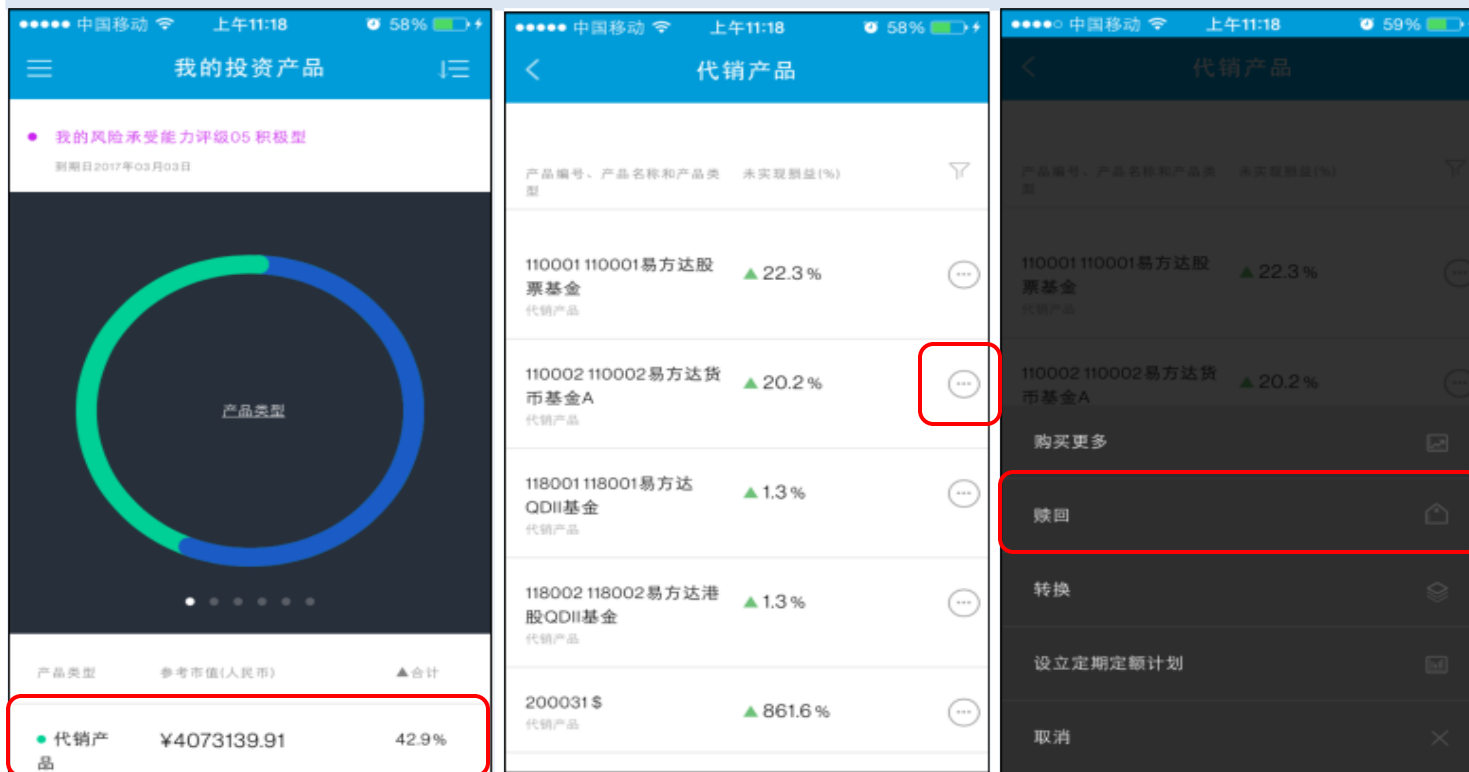 中国移动 上午11:18 58%
我的投资产品
我的风险承受能力评级05 积极型
到期日2017年03月03日
产品类型
产品类型 参考市值(人民币) ▲合计
代销产 ¥4073139.91 42.9%
品
中国移动 上午11:18 58%
代销产品
产品编号、产品名称和产品类 未实现损益(%)
型
110001 110001易方达股 ▲ 22.3 %
票基金
代销产品
110002 110002易方达货 ▲ 20.2 %
币基金A
代销产品
118001 118001易方达 ▲ 1.3 %
QDII基金
代销产品
118002 118002易方达港 ▲ 1.3 %
股QDII基金
代销产品
200031 $ ▲ 861.6 %
代销产品
中国移动 上午11:18 59%
代销产品
产品编号、产品名称和产品类 未实现损益(%)
型
110001 110001易方达股 ▲ 22.3 %
票基金
代销产品
110002 110002易方达货 ▲ 20.2 %
币基金A
购买更多
赎回
转换
设立定期定额计划
取消